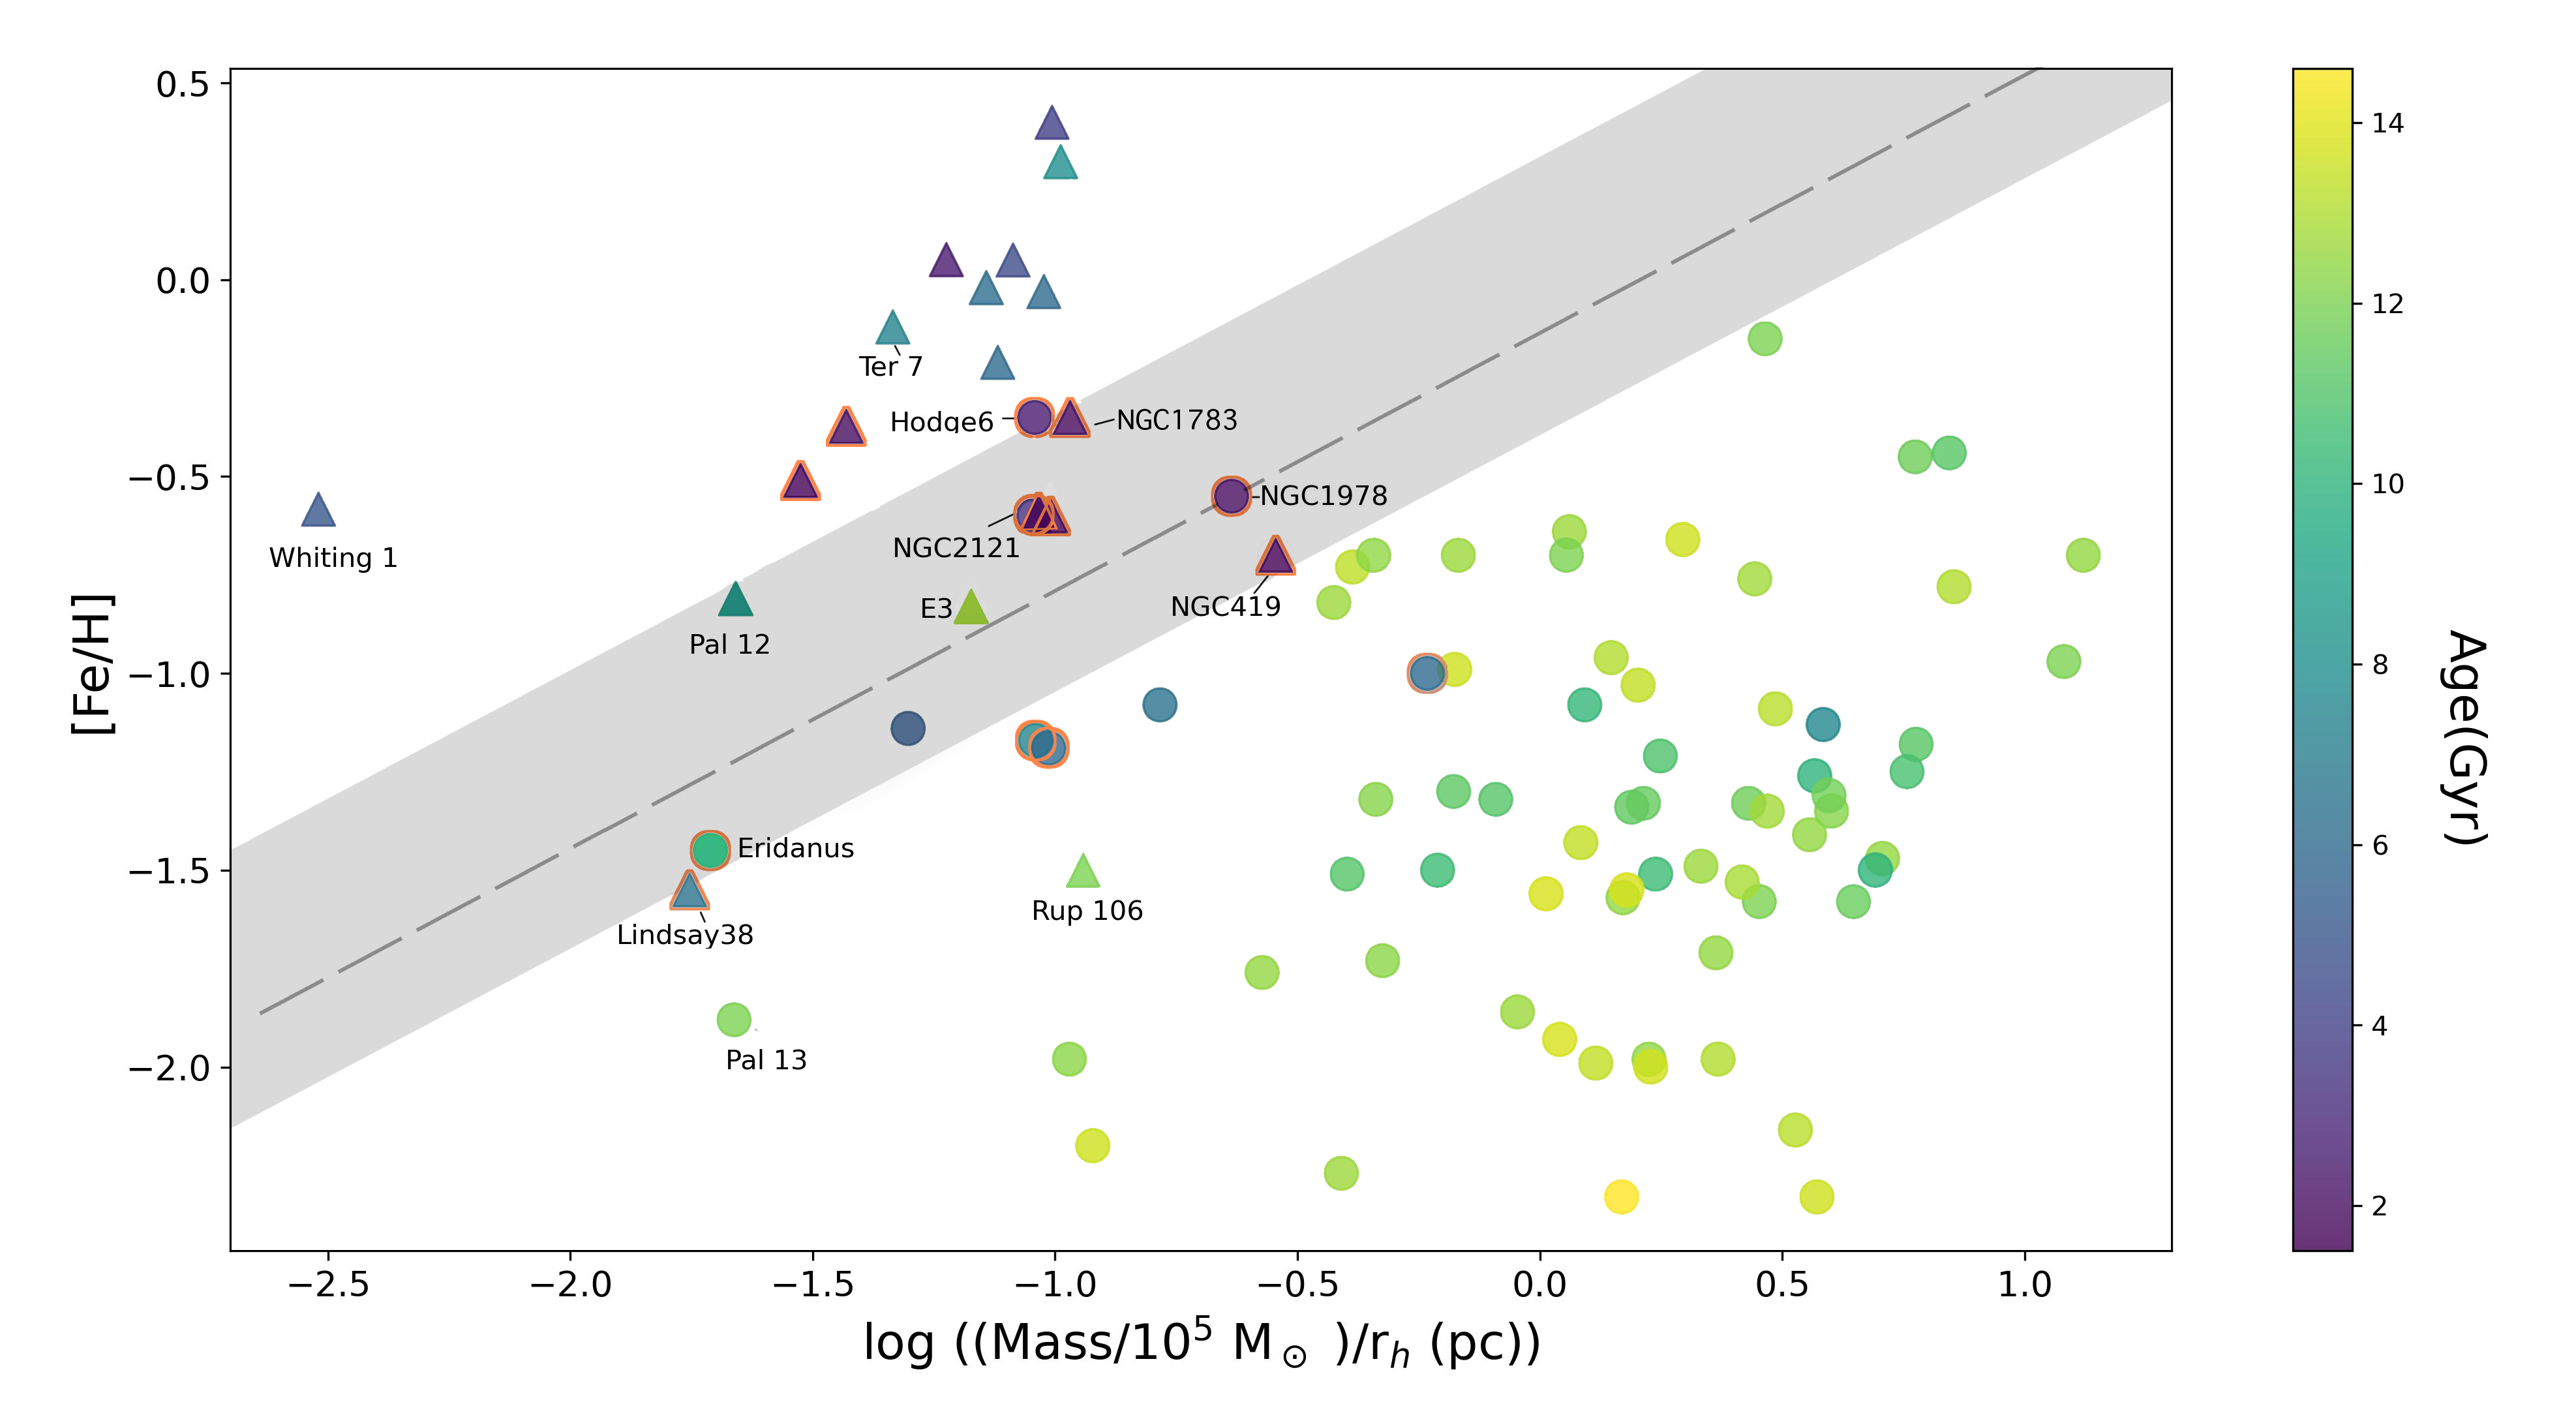 0.5
0.0
−0.5
−1.0
−1.5
−2.0
[Fe/H]
Ter 7
Hodge6
NGC1783
Whiting 1
NGC1978
NGC2121
E3
NGC419
Pal 12
Eridanus
Rup 106
Lindsay38
Pal 13
−2.5 −2.0 −1.5 −1.0 −0.5 0.0 0.5 1.0
log ((Mass/10⁵ M☉ )/rₕ (pc))
14
12
10
8
6
4
2
Age(Gyr)